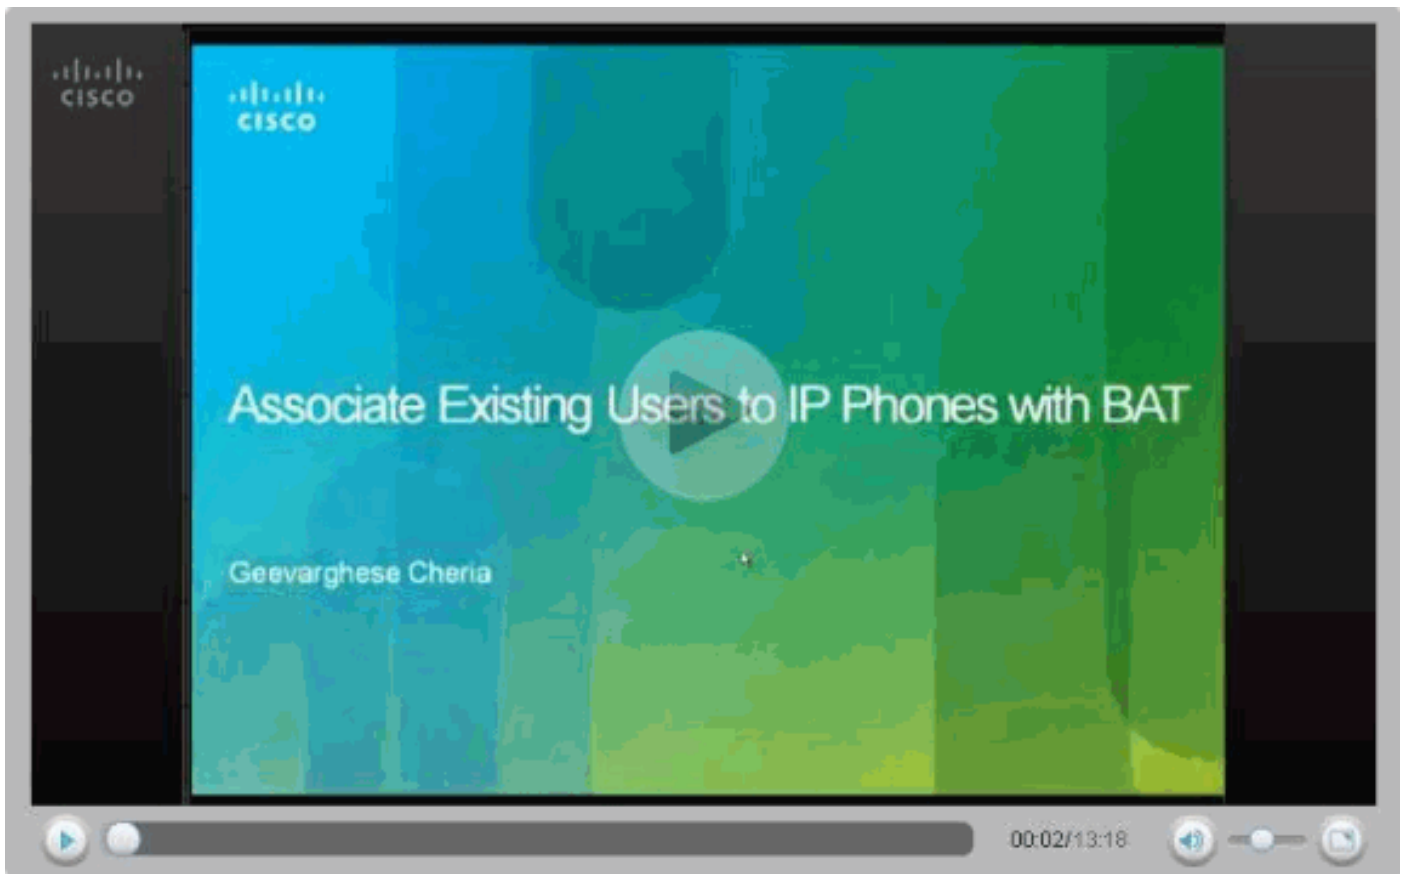 CISCO
CISCO
Associate Existing Users to IP Phones with BAT
Geevarghese Cheria
00:02/13:18